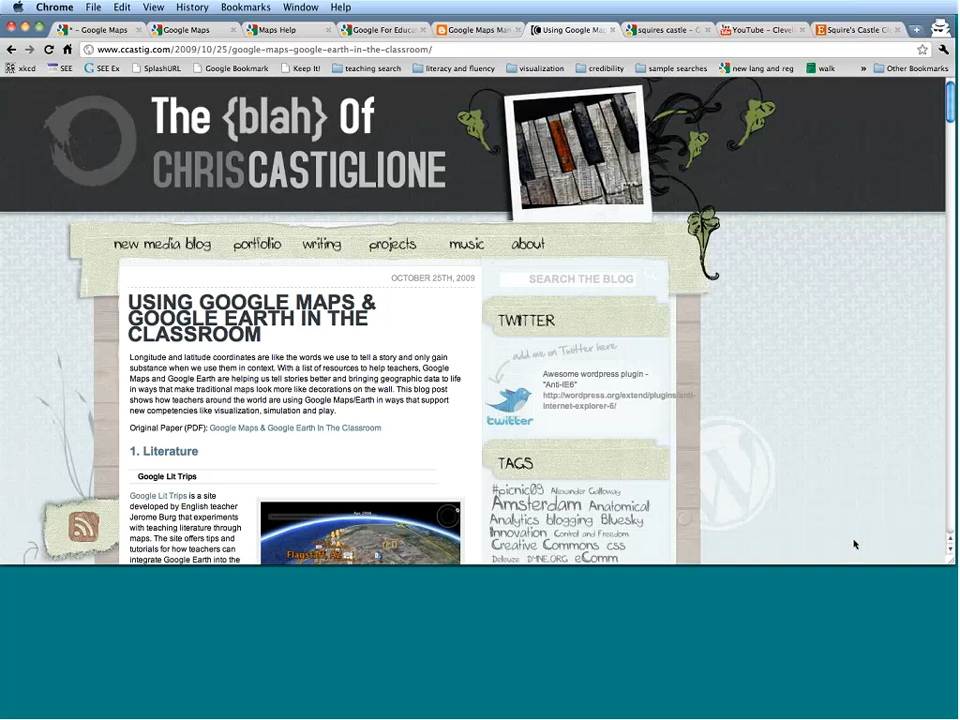 Chrome File Edit View History Bookmarks Window Help
* - Google Maps Google Maps Maps Help Google For Educa Google Maps Man Using Google Ma squires castle - G YouTube - Cleve Squire's Castle Cl
www.ccastig.com/2009/10/25/google-maps-google-earth-in-the-classroom/
xkcd SEE SEE Ex SplashURL Google Bookmark Keep It! teaching search literacy and fluency visualization credibility sample searches new lang and reg walk » Other Bookmarks
The {blah} Of
CHRISCASTIGLIONE
new media blog portfolio writing projects music about
OCTOBER 25TH, 2009
USING GOOGLE MAPS &
GOOGLE EARTH IN THE
CLASSROOM
Longitude and latitude coordinates are like the words we use to tell a story and only gain
substance when we use them in context. With a list of resources to help teachers, Google
Maps and Google Earth are helping us tell stories better and bringing geographic data to life
in ways that make traditional maps look more like decorations on the wall. This blog post
shows how teachers around the world are using Google Maps/Earth in ways that support
new competencies like visualization, simulation and play.
Original Paper (PDF): Google Maps & Google Earth In The Classroom
1. Literature
Google Lit Trips
Google Lit Trips is a site
developed by English teacher
Jerome Burg that experiments
with teaching literature through
maps. The site offers tips and
tutorials for how teachers can
integrate Google Earth into the
Apr 2008
Flagstaff, AZ
SEARCH THE BLOG
TWITTER
add me on Twitter here
Awesome wordpress plugin -
"Anti-IE6"
http://wordpress.org/extend/plugins/anti-
internet-explorer-6/
twitter
TAGS
#picnic09 Alexander Galloway
Amsterdam Anatomical
Analytics blogging Bluesky
Innovation Control and Freedom
Creative Commons css
Deleuze DMNE.ORG eComm